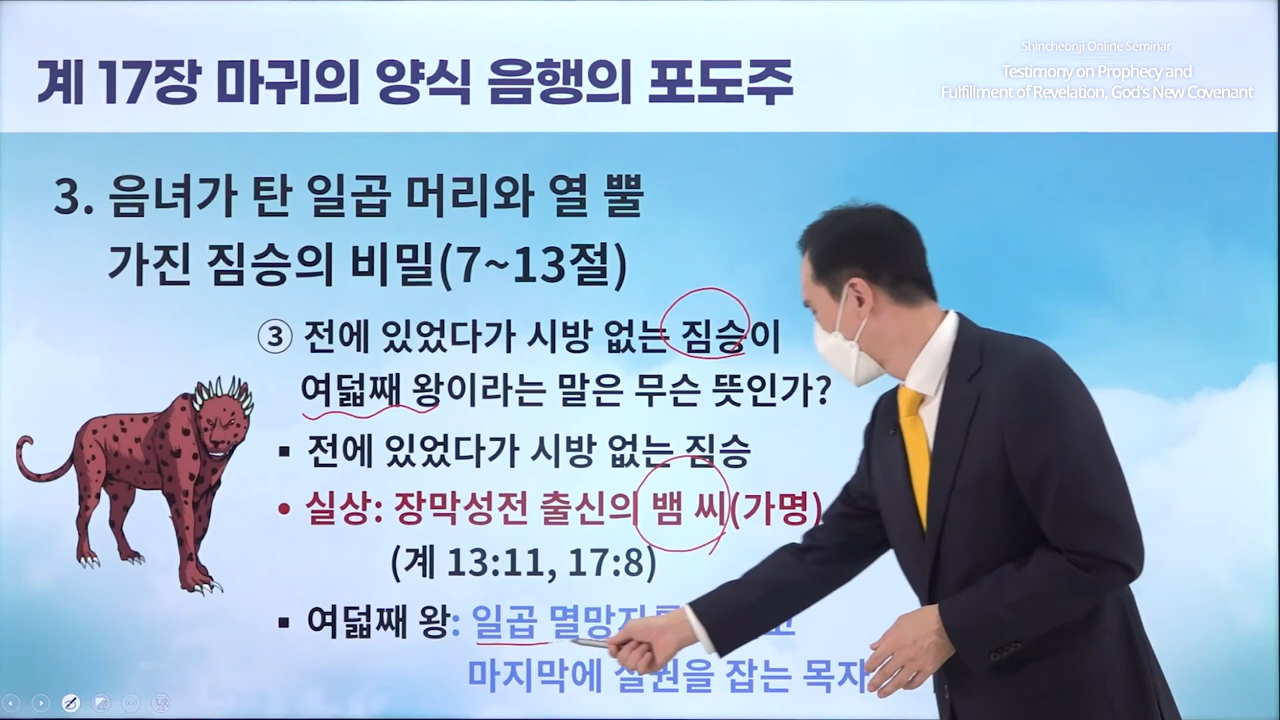 계 17장 마귀의 양식 음행의 포도주
Shincheonji Online Seminar
Testimony on Prophecy and
Fulfillment of Revelation, God's New Covenant
3. 음녀가 탄 일곱 머리와 열 뿔
가진 짐승의 비밀(7~13절)
③ 전에 있었다가 시방 없는 짐승이
여덟째 왕이라는 말은 무슨 뜻인가?
▪ 전에 있었다가 시방 없는 짐승
• 실상: 장막성전 출신의 뱀 씨(가명)
(계 13:11, 17:8)
▪ 여덟째 왕: 일곱
마지막에 실권을 잡는 목자